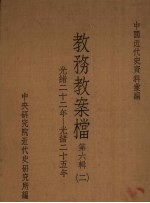 中國近代史資料彙編
教務教案檔
第六輯(二)
光緒二十二年—光緒二十五年
中央研究院近代史研究所編